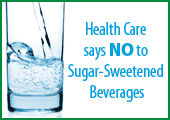 Health Care
says NO to
Sugar-Sweetened
Beverages